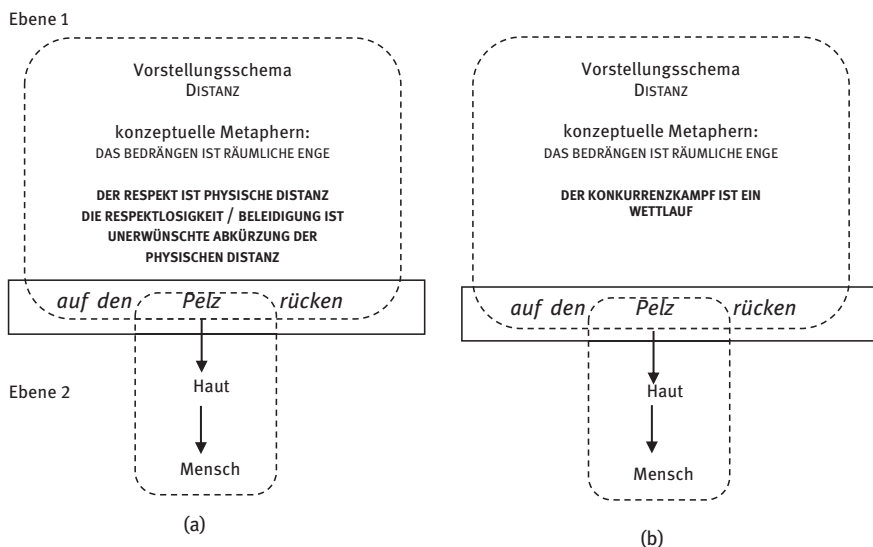 Ebene 1
Vorstellungsschema
DISTANZ
konzeptuelle Metaphern:
DAS BEDRÄNGEN IST RÄUMLICHE ENGE
DER RESPEKT IST PHYSISCHE DISTANZ
DIE RESPEKTLOSIGKEIT / BELEIDIGUNG IST
UNERWÜNSCHTE ABKÜRZUNG DER
PHYSISCHEN DISTANZ
auf den Pelz rücken
Ebene 2
Haut
Mensch
(a)
Vorstellungsschema
DISTANZ
konzeptuelle Metaphern:
DAS BEDRÄNGEN IST RÄUMLICHE ENGE
DER KONKURRENZKAMPF IST EIN
WETTLAUF
auf den Pelz rücken
Haut
Mensch
(b)